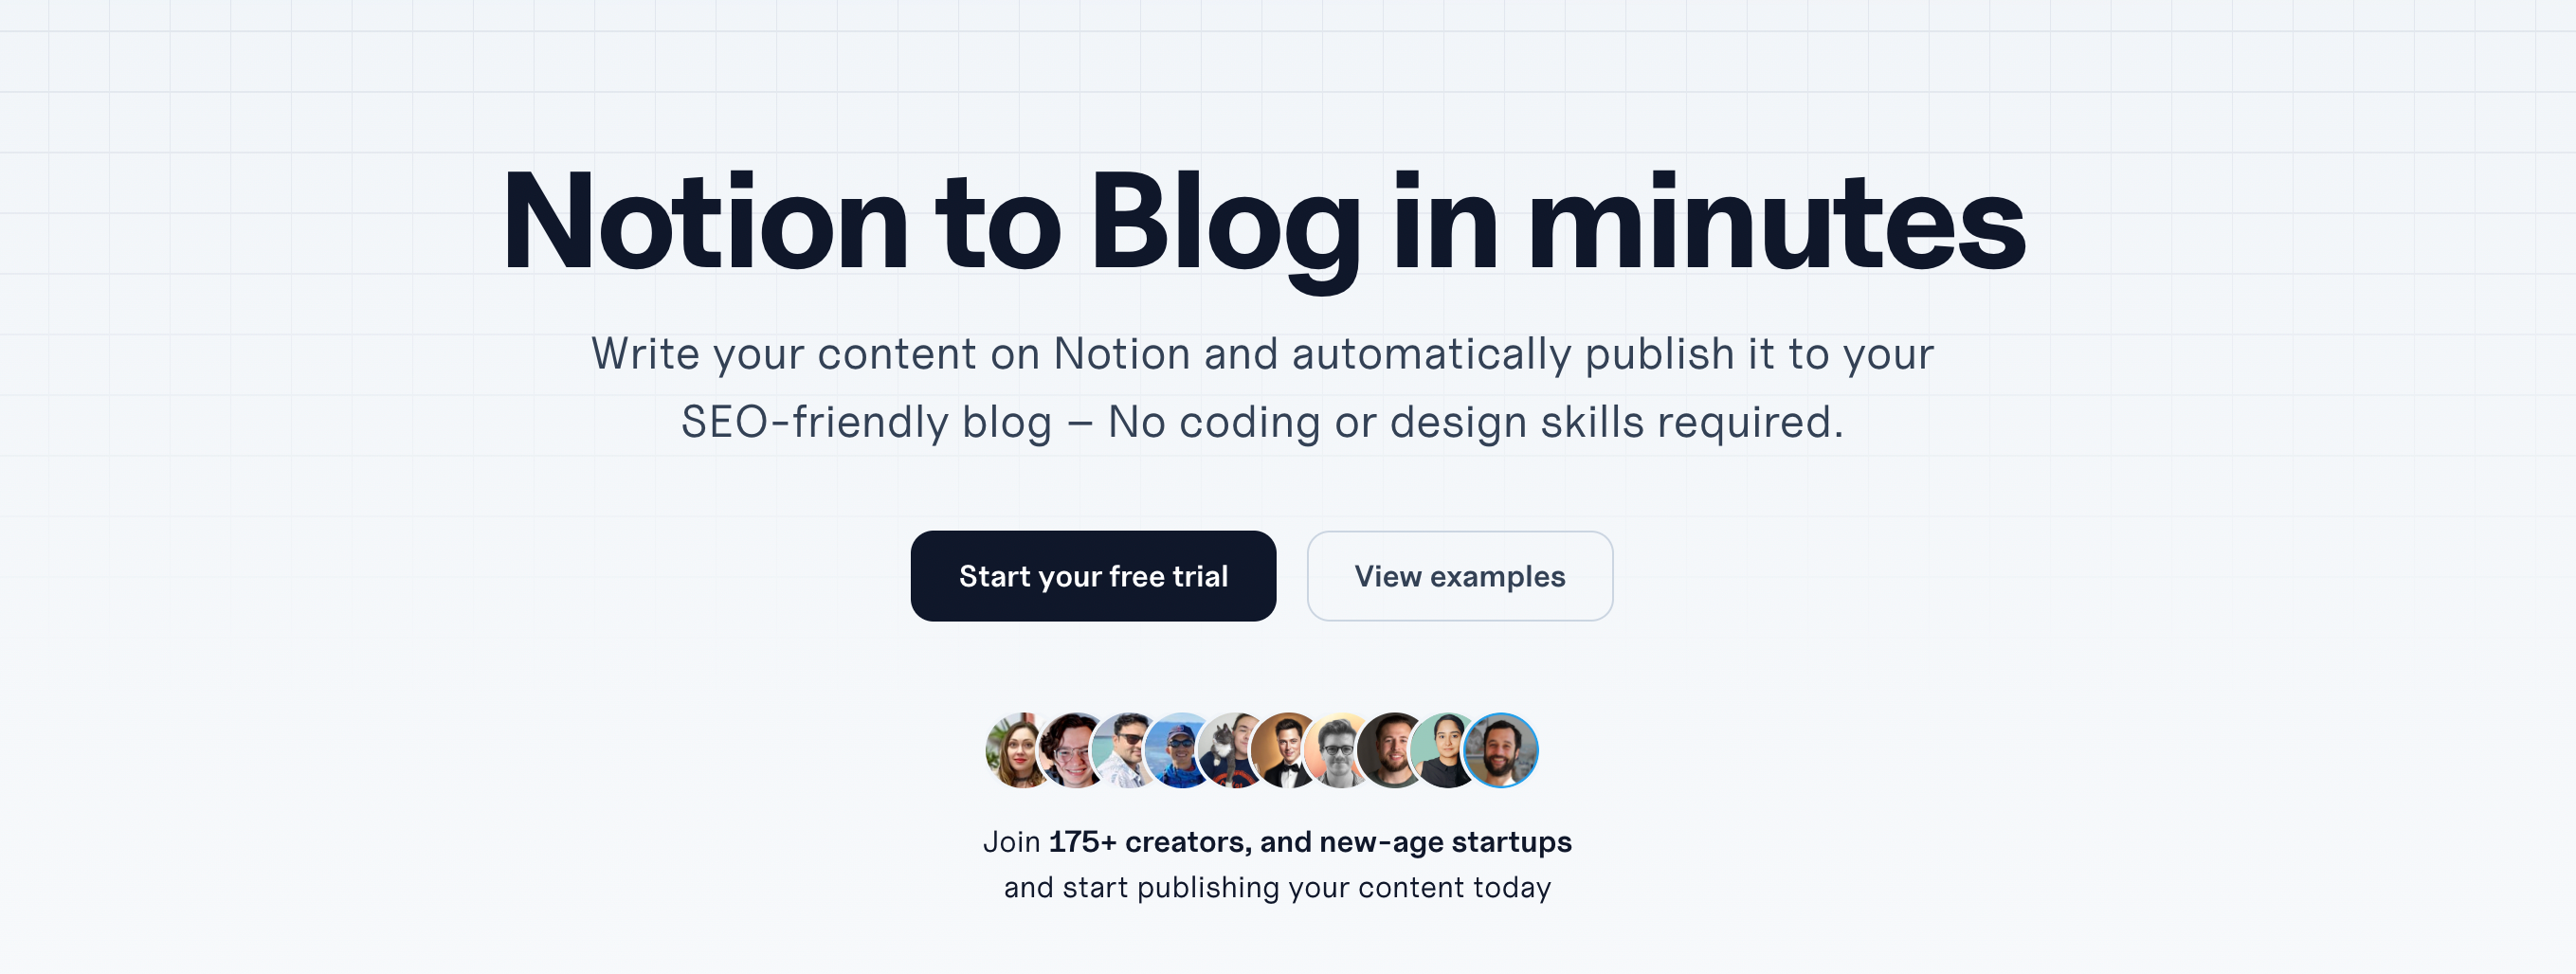 Notion to Blog in minutes
Write your content on Notion and automatically publish it to your
SEO-friendly blog – No coding or design skills required.
Start your free trial
View examples
Join 175+ creators, and new-age startups
and start publishing your content today